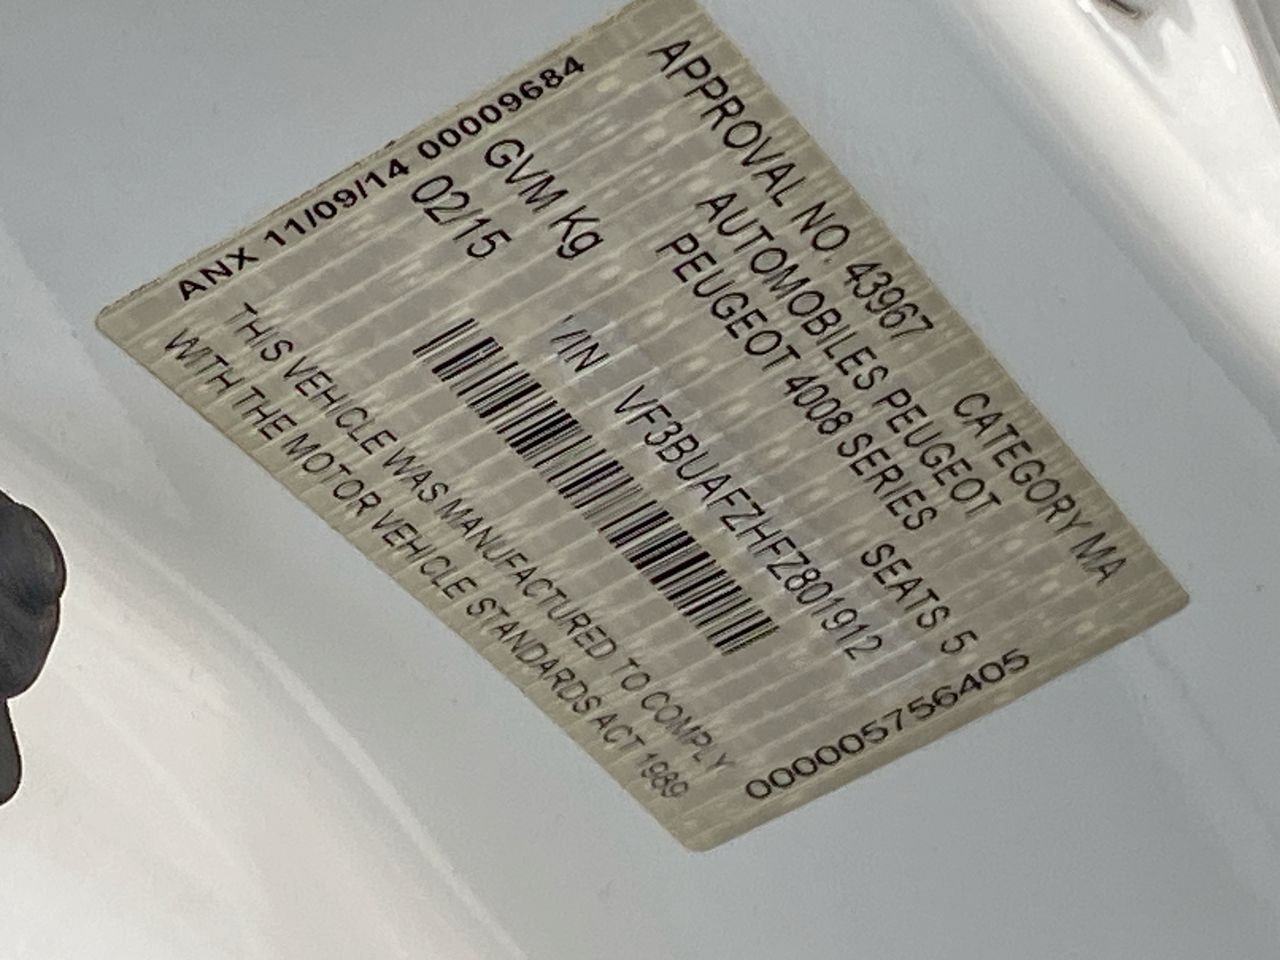 APPROVAL NO. 43967 CATEGORY MA
AUTOMOBILES PEUGEOT
PEUGEOT 4008 SERIES SEATS 5
GVM Kg
02/15
VIN VF3BUAFZHFZ801912
THIS VEHICLE WAS MANUFACTURED TO COMPLY
WITH THE MOTOR VEHICLE STANDARDS ACT 1989
ANX 11/09/14 00009684
000005756405